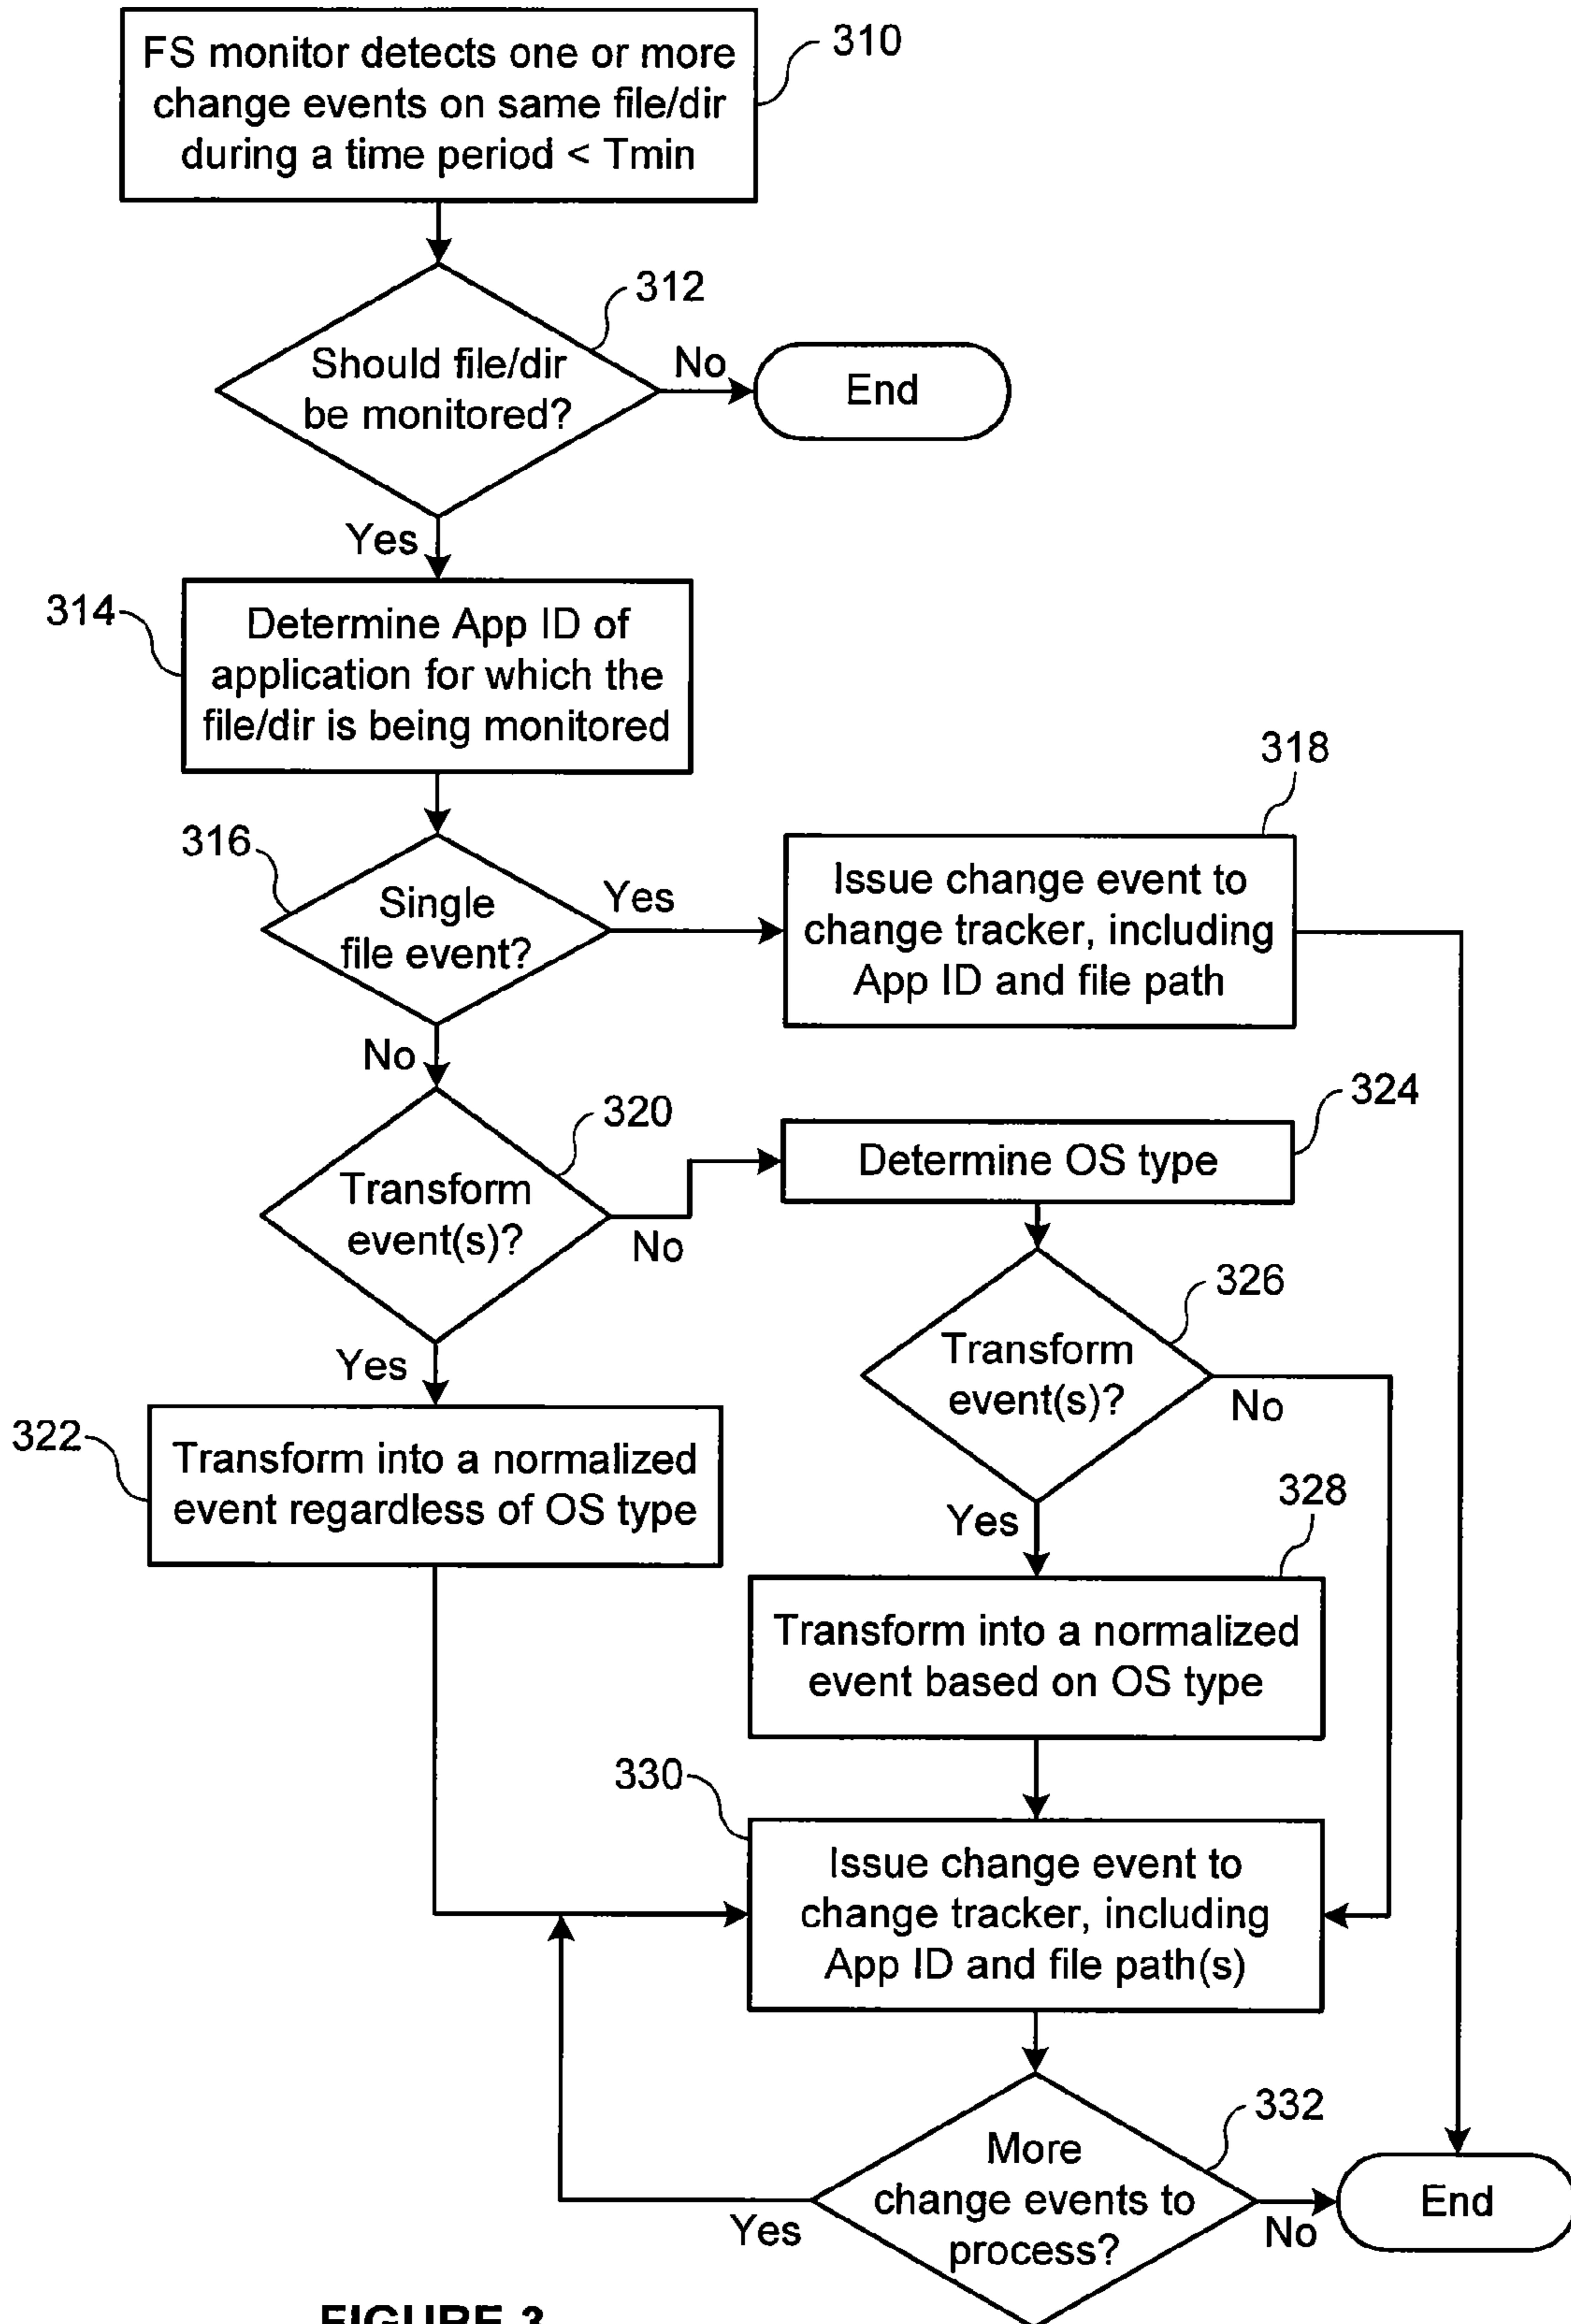 FS monitor detects one or more
change events on same file/dir
during a time period < Tmin
310
312
Should file/dir
be monitored?
No
End
Yes
314
Determine App ID of
application for which the
file/dir is being monitored
316
Single
file event?
Yes
318
Issue change event to
change tracker, including
App ID and file path
No
320
Transform
event(s)?
No
324
Determine OS type
326
Transform
event(s)?
No
Yes
322
Transform into a normalized
event regardless of OS type
Yes
328
Transform into a normalized
event based on OS type
330
Issue change event to
change tracker, including
App ID and file path(s)
332
More
change events to
process?
Yes
No
End
FIGURE 3